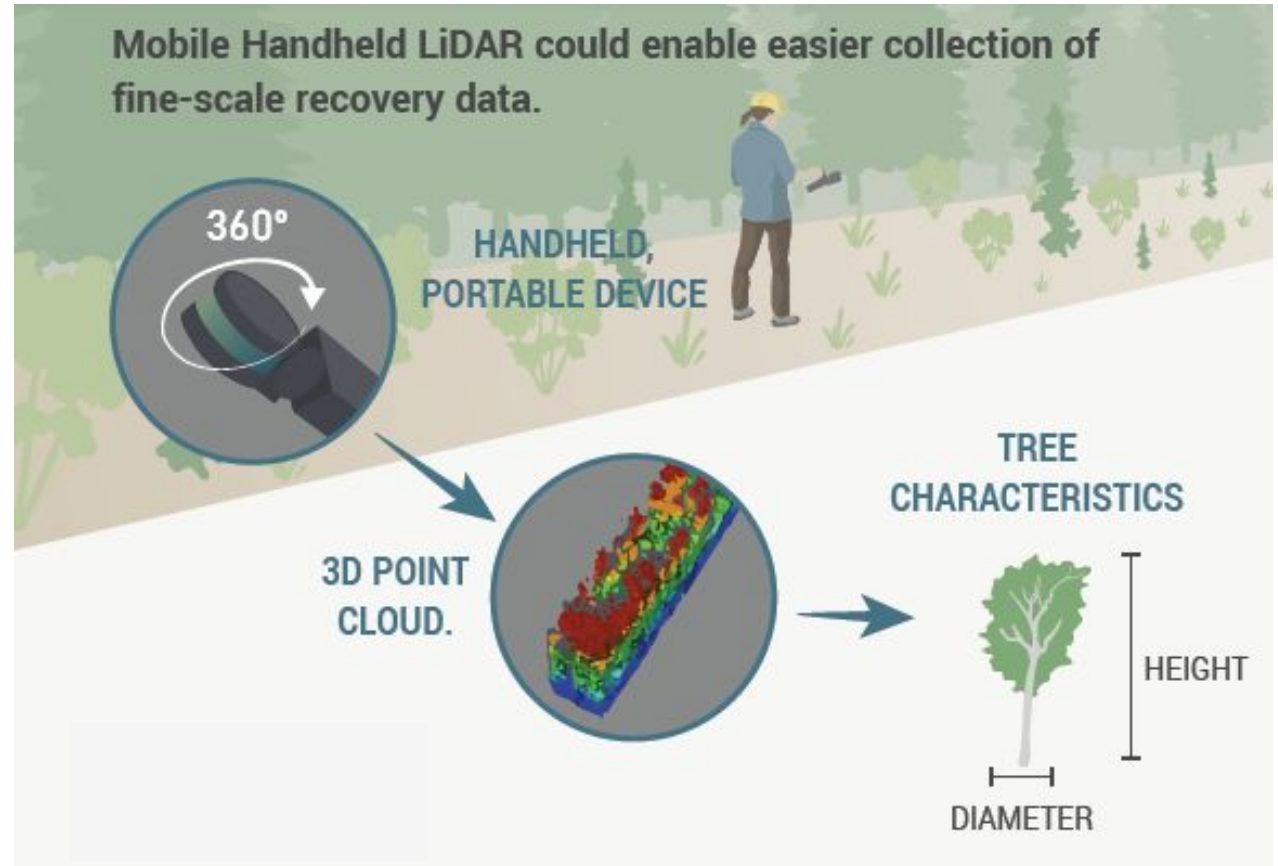 Mobile Handheld LiDAR could enable easier collection of
fine-scale recovery data.
360°
HANDHELD,
PORTABLE DEVICE
3D POINT
CLOUD.
TREE
CHARACTERISTICS
HEIGHT
DIAMETER